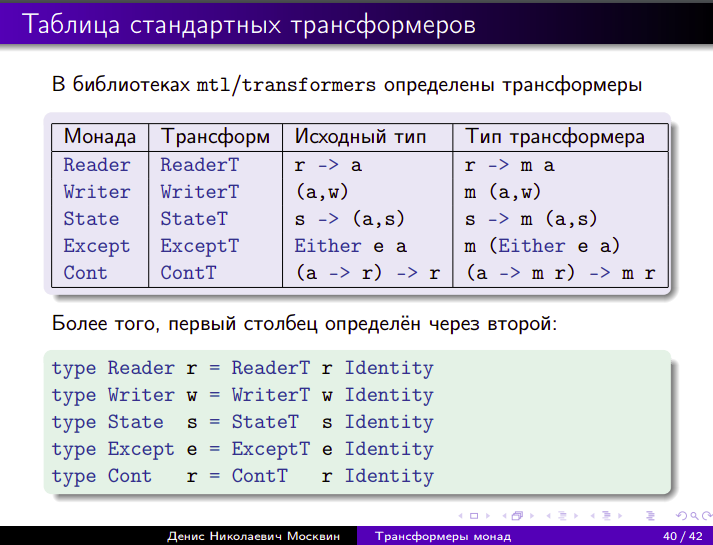 Таблица стандартных трансформеров
В библиотеках mtl/transformers определены трансформеры
Монада Трансформ Исходный тип Тип трансформера
Reader ReaderT r -> a r -> m a
Writer WriterT (a,w) m (a,w)
State StateT s -> (a,s) s -> m (a,s)
Except ExceptT Either e a m (Either e a)
Cont ContT (a -> r) -> r (a -> m r) -> m r
Более того, первый столбец определён через второй:
type Reader r = ReaderT r Identity
type Writer w = WriterT w Identity
type State s = StateT s Identity
type Except e = ExceptT e Identity
type Cont r = ContT r Identity
Денис Николаевич Москвин Трансформеры монад 40 / 42